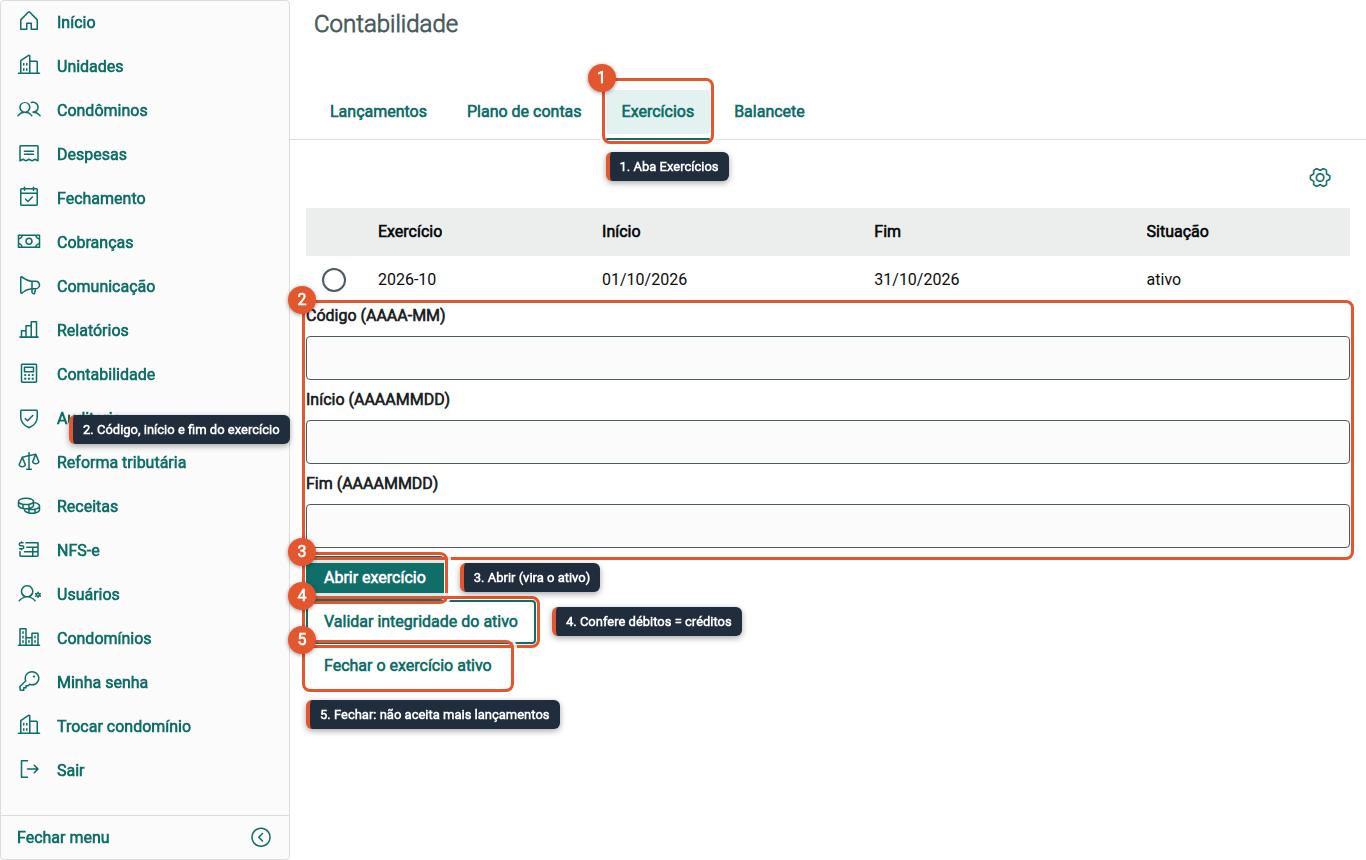 Início
Unidades
Condôminos
Despesas
Fechamento
Cobranças
Comunicação
Relatórios
Contabilidade
2. Código, início e fim do exercício
Reforma tributária
Receitas
NFS-e
Usuários
Condomínios
Minha senha
Trocar condomínio
Sair
Fechar menu
Contabilidade
1
Lançamentos Plano de contas Exercícios Balancete
1. Aba Exercícios
Exercício Início Fim Situação
2026-10 01/10/2026 31/10/2026 ativo
2
Código (AAAA-MM)
Início (AAAAMMDD)
Fim (AAAAMMDD)
3
Abrir exercício
3. Abrir (vira o ativo)
4
Validar integridade do ativo
4. Confere débitos = créditos
5
Fechar o exercício ativo
5. Fechar: não aceita mais lançamentos